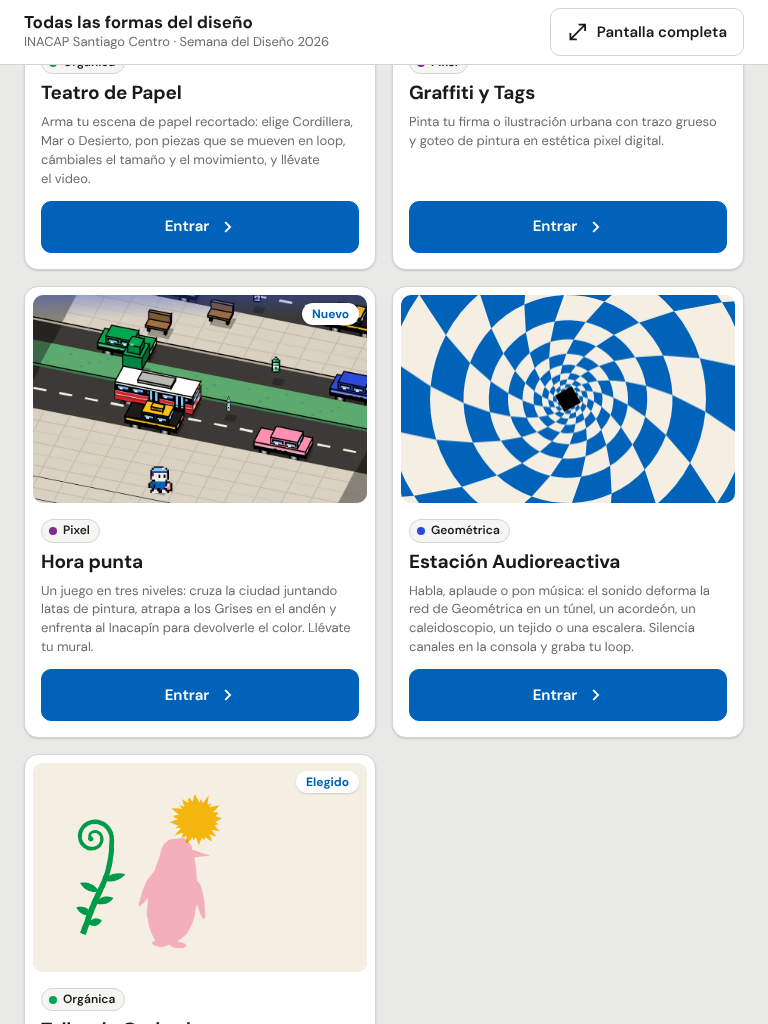 Todas las formas del diseño
INACAP Santiago Centro · Semana del Diseño 2026
Pantalla completa
Teatro de Papel
Arma tu escena de papel recortado: elige Cordillera,
Mar o Desierto, pon piezas que se mueven en loop,
cámbiales el tamaño y el movimiento, y llévate
el video.
Entrar
Graffiti y Tags
Pinta tu firma o ilustración urbana con trazo grueso
y goteo de pintura en estética pixel digital.
Entrar
Nuevo
Pixel
Hora punta
Un juego en tres niveles: cruza la ciudad juntando
latas de pintura, atrapa a los Grises en el andén y
enfrenta al Inacapín para devolverle el color. Llévate
tu mural.
Entrar
Geométrica
Estación Audioreactiva
Habla, aplaude o pon música: el sonido deforma la
red de Geométrica en un túnel, un acordeón, un
caleidoscopio, un tejido o una escalera. Silencia
canales en la consola y graba tu loop.
Entrar
Elegido
Orgánica